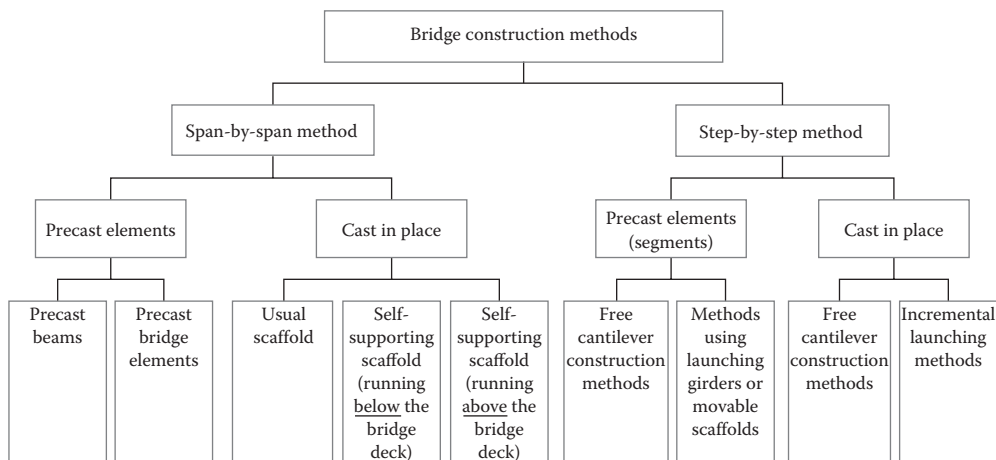 Bridge construction methods
Span-by-span method
Step-by-step method
Precast elements
Cast in place
Precast elements
(segments)
Cast in place
Precast
beams
Precast
bridge
elements
Usual
scaffold
Self-
supporting
scaffold
(running
below the
bridge
deck)
Self-
supporting
scaffold
(running
above the
bridge
deck)
Free
cantilever
construction
methods
Methods
using
launching
girders or
movable
scaffolds
Free
cantilever
construction
methods
Incremental
launching
methods